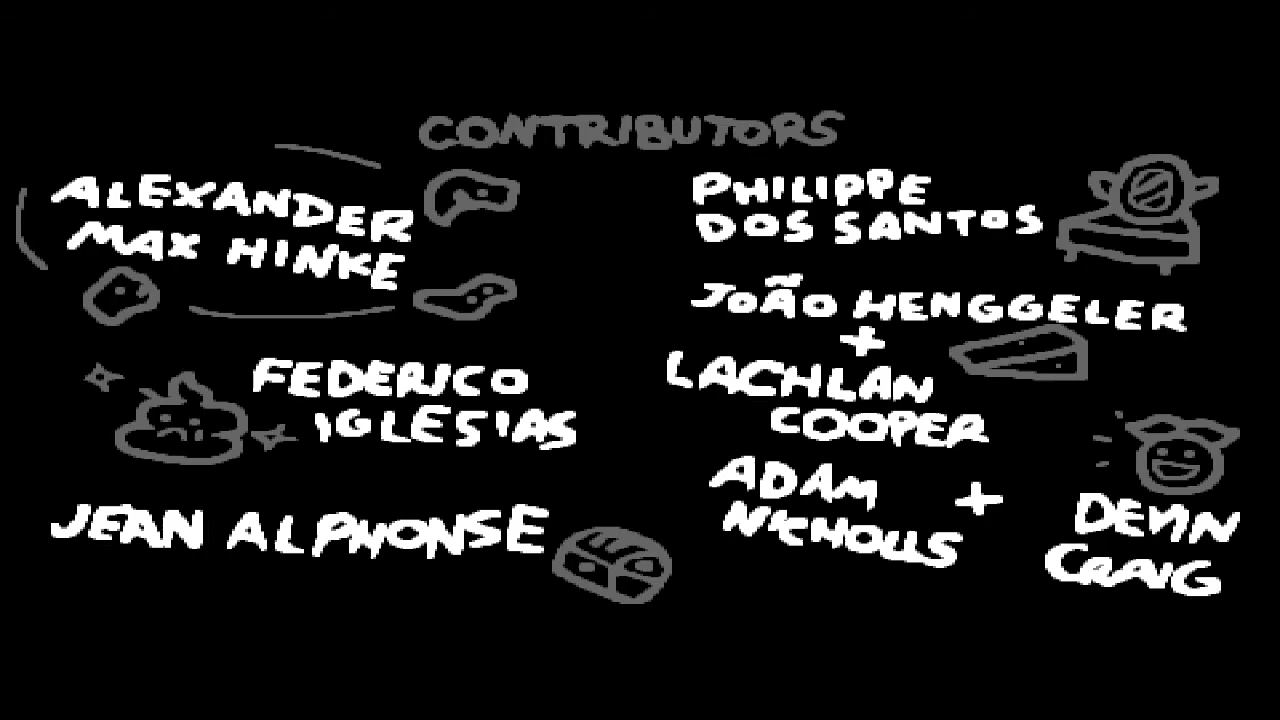 CONTRIBUTORS
ALEXANDER
MAX HINKE
FEDERICO
IGLESIAS
JEAN ALPHONSE
PHILIPPE
DOS SANTOS
JOÃO HENGGELER
+
LACHLAN
COOPER
ADAM +
NICHOLLS
DEVIN
CRAIG